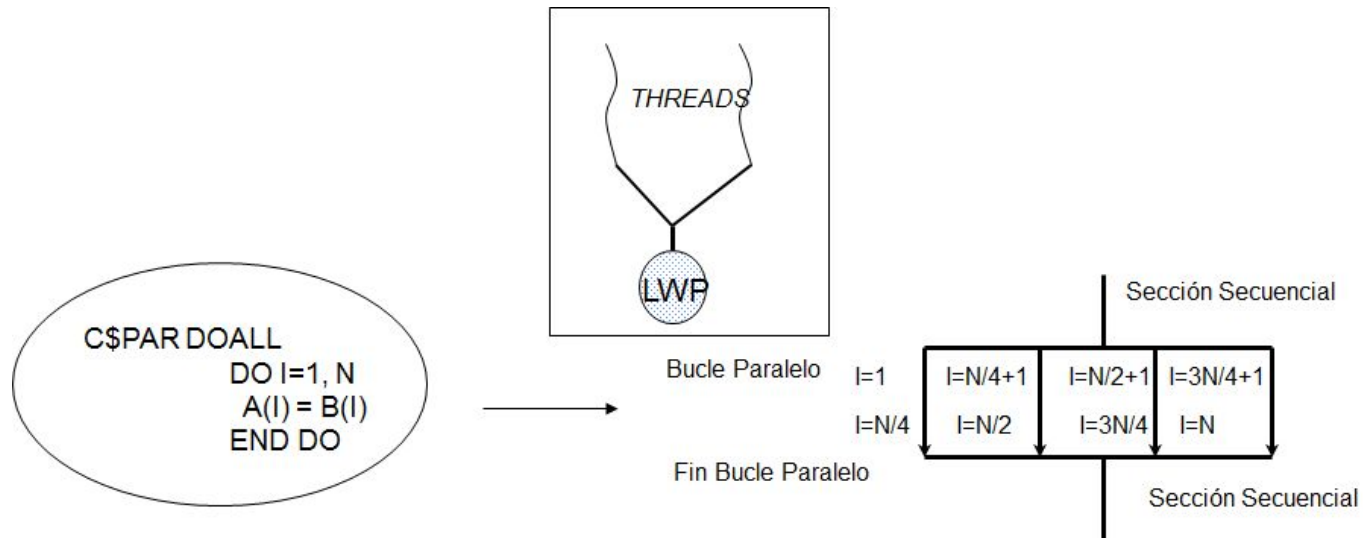 THREADS
LWP
C$PAR DOALL
DO I=1, N
A(I) = B(I)
END DO
Sección Secuencial
Bucle Paralelo
I=1
I=N/4+1
I=N/2+1
I=3N/4+1
I=N/4
I=N/2
I=3N/4
I=N
Fin Bucle Paralelo
Sección Secuencial